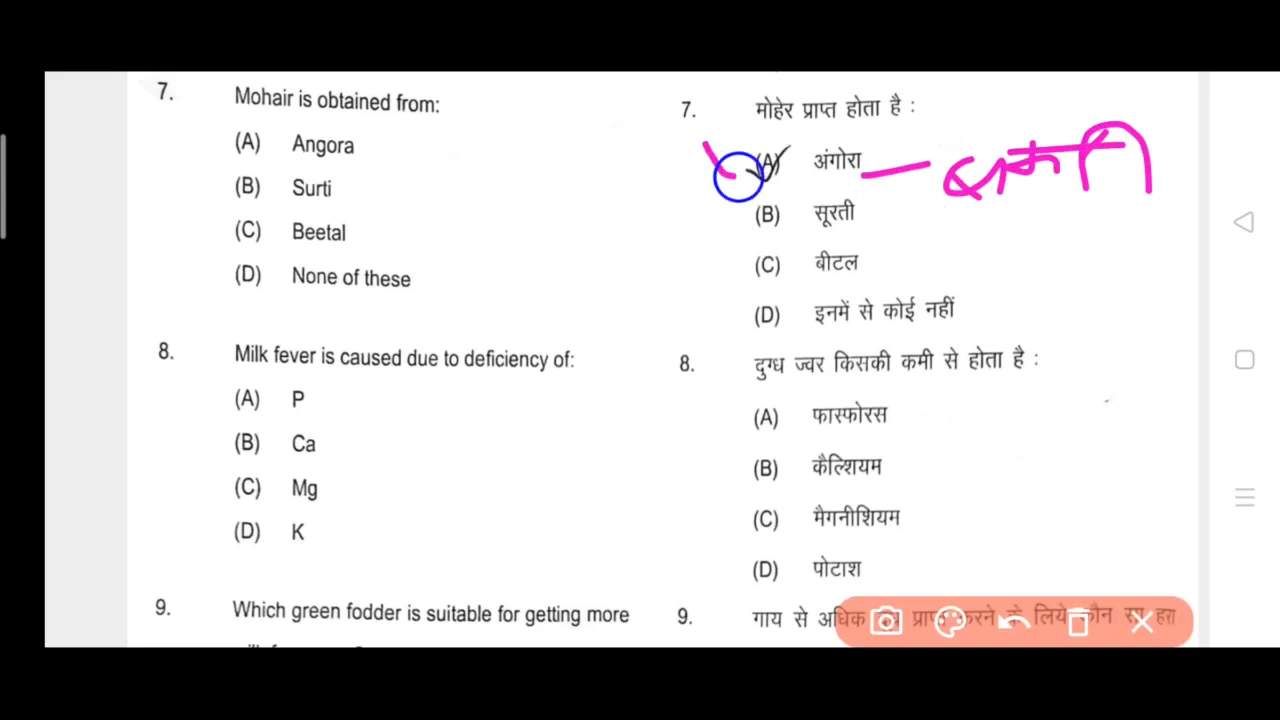 7. Mohair is obtained from:
(A) Angora
(B) Surti
(C) Beetal
(D) None of these
8. Milk fever is caused due to deficiency of:
(A) P
(B) Ca
(C) Mg
(D) K
9. Which green fodder is suitable for getting more
7. मोहेर प्राप्त होता है :
(A) अंगोरा
(B) सूरती
(C) बीटल
(D) इनमें से कोई नहीं
8. दुग्ध ज्वर किसकी कमी से होता है :
(A) फास्फोरस
(B) कैल्शियम
(C) मैगनीशियम
(D) पोटाश
9. गाय से अधिक प्राप्त करने के लिये कौन सा हरा